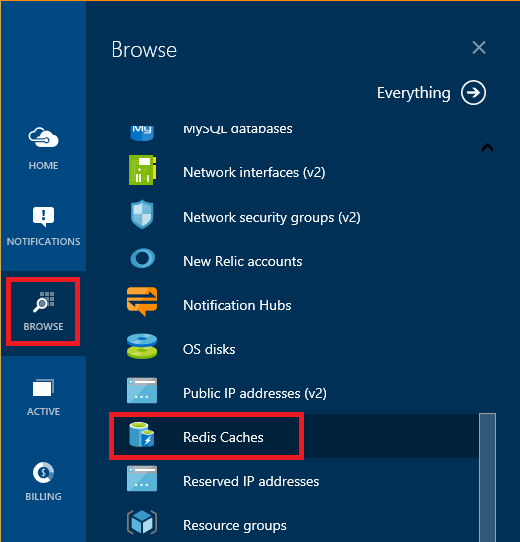 Browse
Everything
HOME
NOTIFICATIONS
BROWSE
ACTIVE
BILLING
Mg
MySQL databases
Network interfaces (v2)
Network security groups (v2)
New Relic accounts
Notification Hubs
OS disks
Public IP addresses (v2)
Redis Caches
Reserved IP addresses
Resource groups